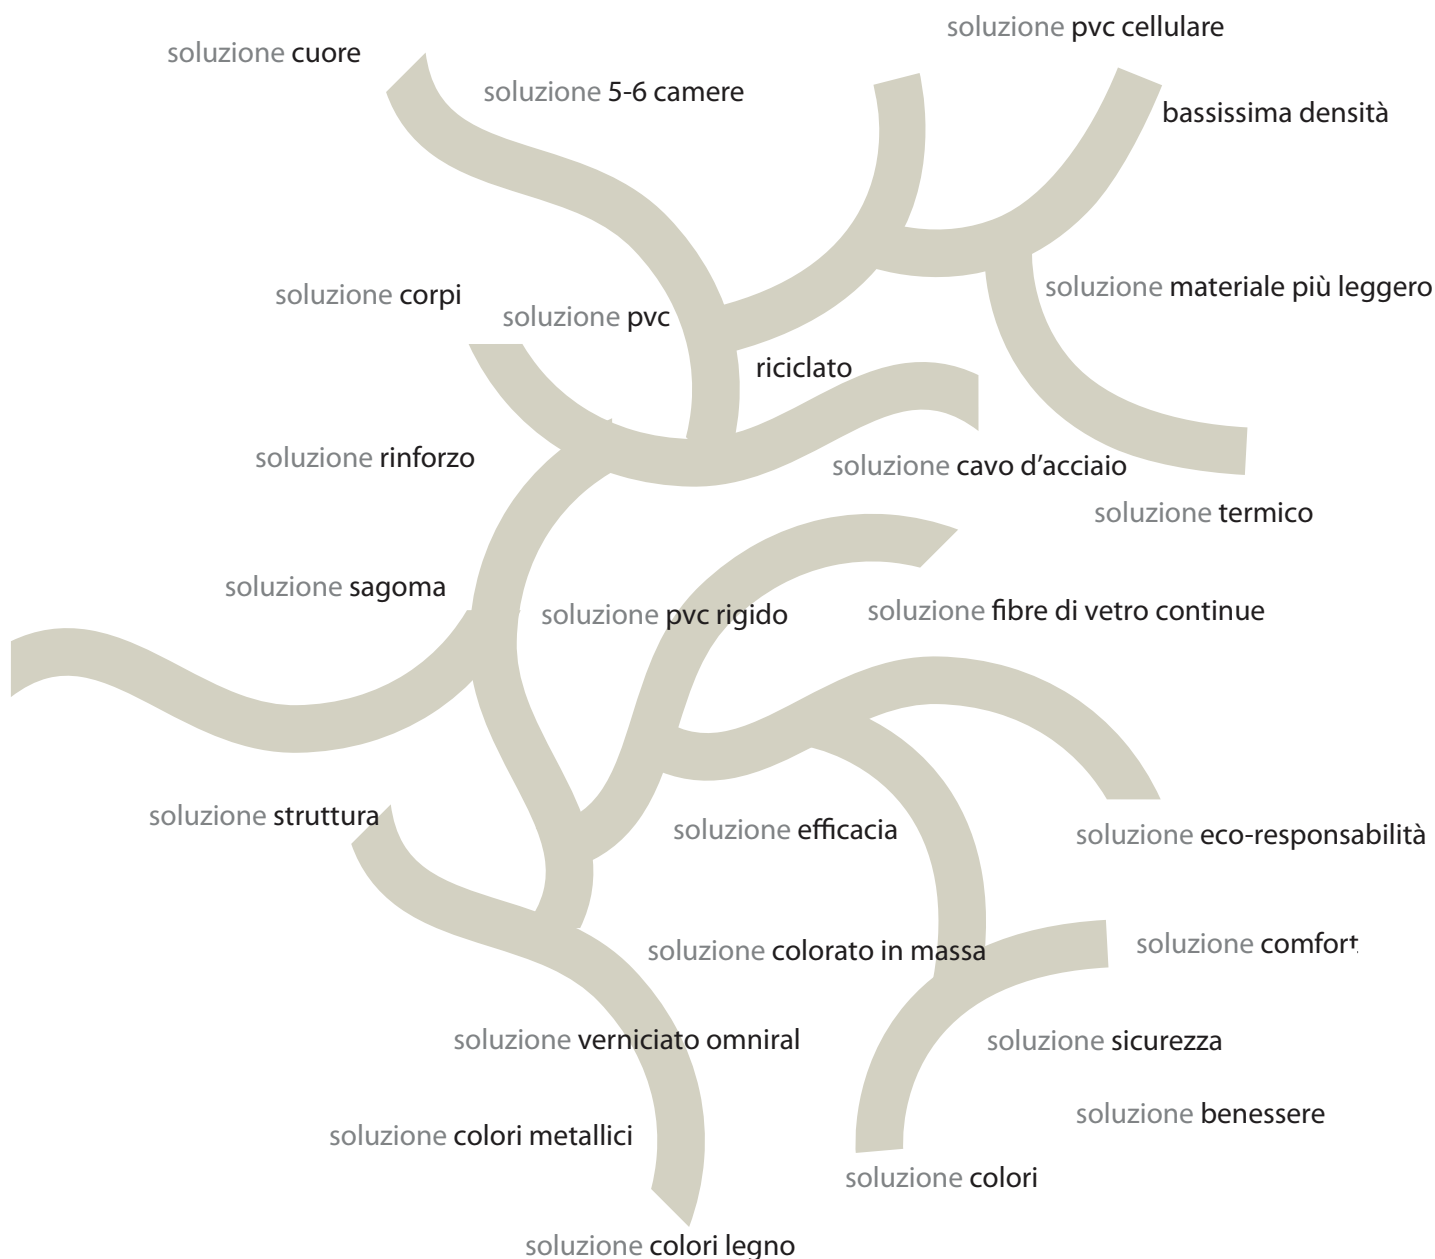 soluzione pvc cellulare
soluzione cuore
soluzione 5-6 camere
bassissima densità
soluzione materiale più leggero
soluzione corpi
soluzione pvc
riciclato
soluzione rinforzo
soluzione cavo d’acciaio
soluzione termico
soluzione sagoma
soluzione pvc rigido
soluzione fibre di vetro continue
soluzione struttura
soluzione efficacia
soluzione eco-responsabilità
soluzione colorato in massa
soluzione comfort
soluzione verniciato omniral
soluzione sicurezza
soluzione benessere
soluzione colori metallici
soluzione colori
soluzione colori legno